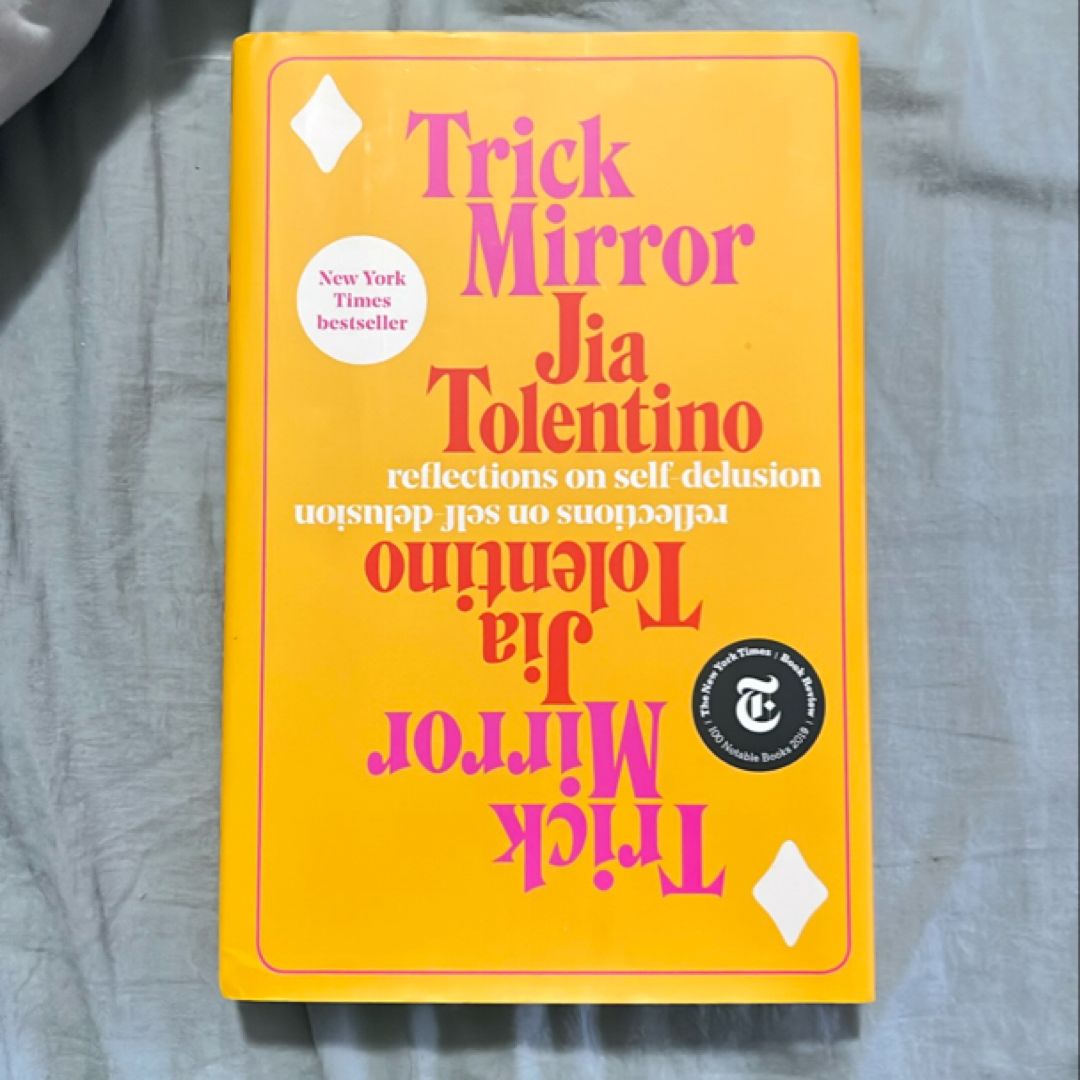 Trick
Mirror
New York
Times
bestseller
Jia
Tolentino
reflections on self-delusion
reflections on self-delusion
Tolentino
Jia
Mirror
Trick
The New York Times | Book Review
T
| 100 Notable Books 2019 |